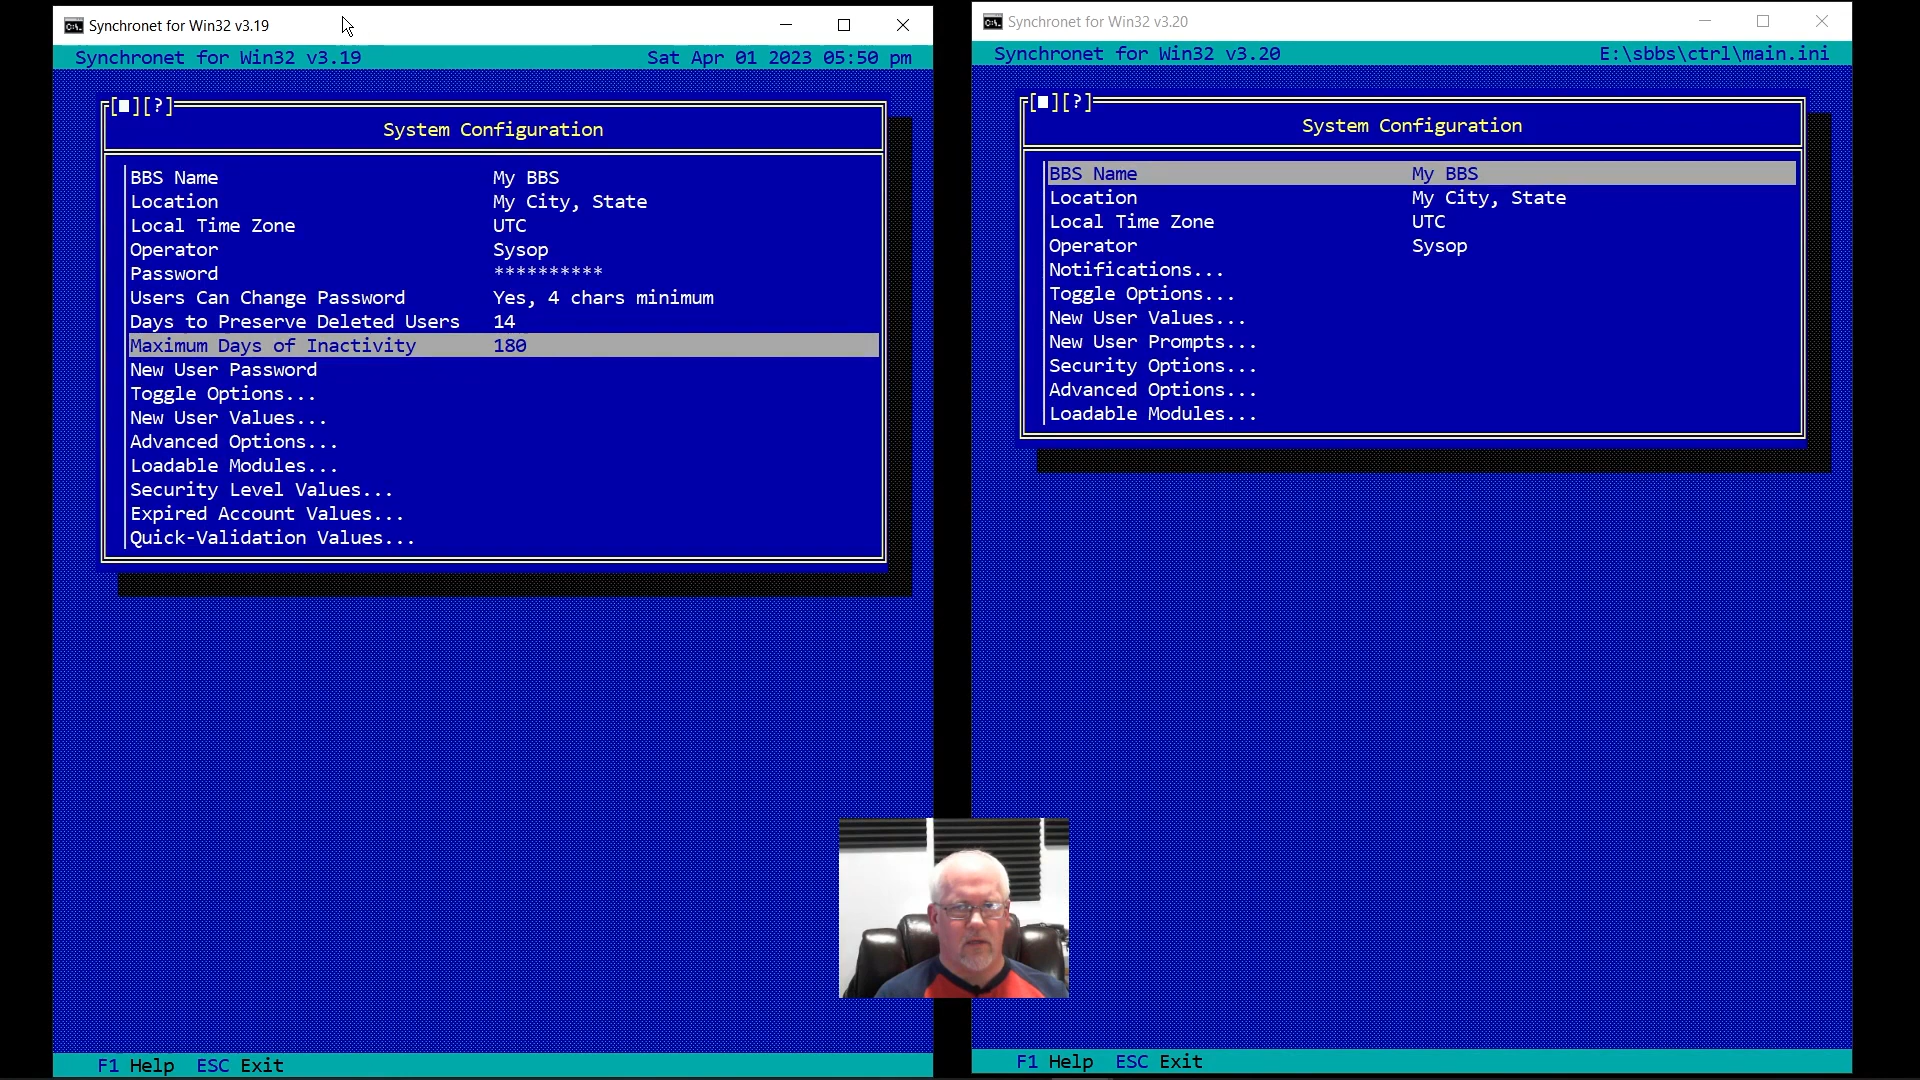 Synchronet for Win32 v3.19
Synchronet for Win32 v3.19 Sat Apr 01 2023 05:50 pm
[■][?]
System Configuration
BBS Name My BBS
Location My City, State
Local Time Zone UTC
Operator Sysop
Password **********
Users Can Change Password Yes, 4 chars minimum
Days to Preserve Deleted Users 14
Maximum Days of Inactivity 180
New User Password
Toggle Options...
New User Values...
Advanced Options...
Loadable Modules...
Security Level Values...
Expired Account Values...
Quick-Validation Values...
F1 Help ESC Exit
Synchronet for Win32 v3.20
Synchronet for Win32 v3.20 E:\sbbs\ctrl\main.ini
[■][?]
System Configuration
BBS Name My BBS
Location My City, State
Local Time Zone UTC
Operator Sysop
Notifications...
Toggle Options...
New User Values...
New User Prompts...
Security Options...
Advanced Options...
Loadable Modules...
F1 Help ESC Exit